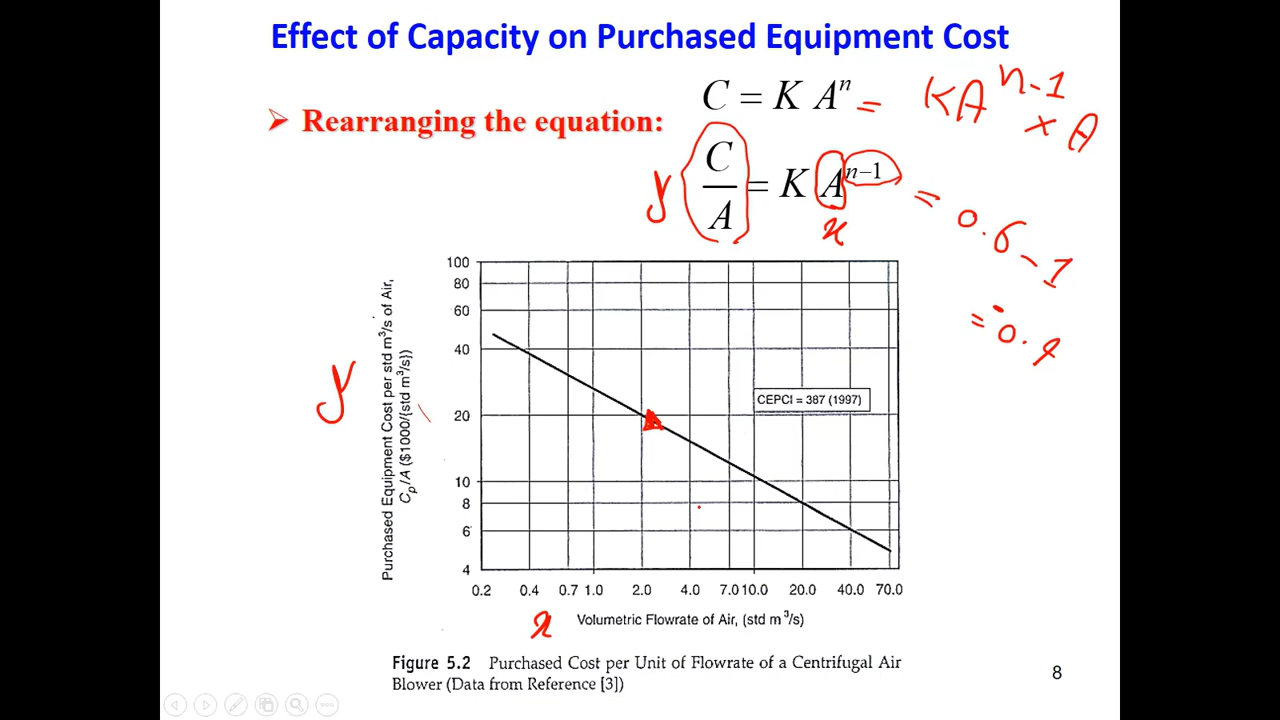 Effect of Capacity on Purchased Equipment Cost
C = K Aⁿ = KAⁿ⁻¹ × A
➢ Rearranging the equation:
y C/A = K Aⁿ⁻¹ = 0.6 - 1
x
= -0.4
100
80
60
40
20
10
8
6
4
Purchased Equipment Cost per std m³/s of Air,
Cₚ/A ($1000/{std m³/s})
y
CEPCI = 387 (1997)
0.2 0.4 0.7 1.0 2.0 4.0 7.0 10.0 20.0 40.0 70.0
x Volumetric Flowrate of Air, (std m³/s)
Figure 5.2 Purchased Cost per Unit of Flowrate of a Centrifugal Air
Blower (Data from Reference [3])
8